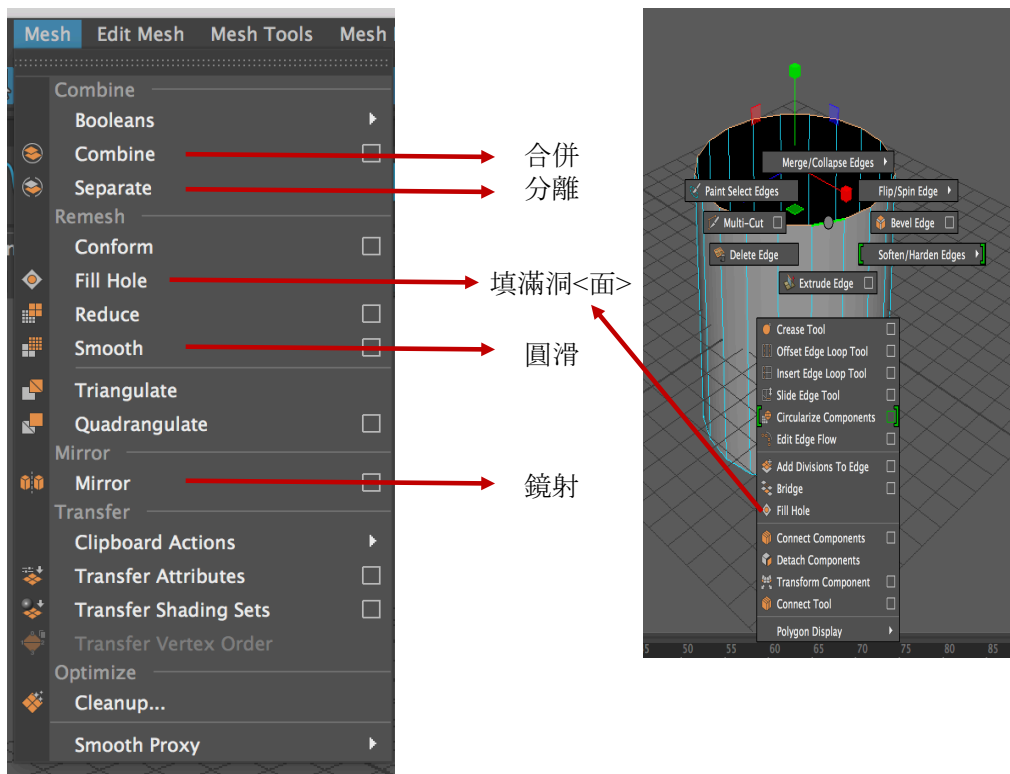 Mesh Edit Mesh Mesh Tools Mesh
Combine
Booleans
Combine
Separate
Remesh
Conform
Fill Hole
Reduce
Smooth
Triangulate
Quadrangulate
Mirror
Mirror
Transfer
Clipboard Actions
Transfer Attributes
Transfer Shading Sets
Transfer Vertex Order
Optimize
Cleanup...
Smooth Proxy
合併
分離
填滿洞<面>
圓滑
鏡射
Merge/Collapse Edges
Paint Select Edges
Flip/Spin Edge
Multi-Cut
Bevel Edge
Delete Edge
Soften/Harden Edges
Extrude Edge
Crease Tool
Offset Edge Loop Tool
Insert Edge Loop Tool
Slide Edge Tool
Circularize Components
Edit Edge Flow
Add Divisions To Edge
Bridge
Fill Hole
Connect Components
Detach Components
Transform Component
Connect Tool
Polygon Display
5 50 55 60 65 70 75 80 85